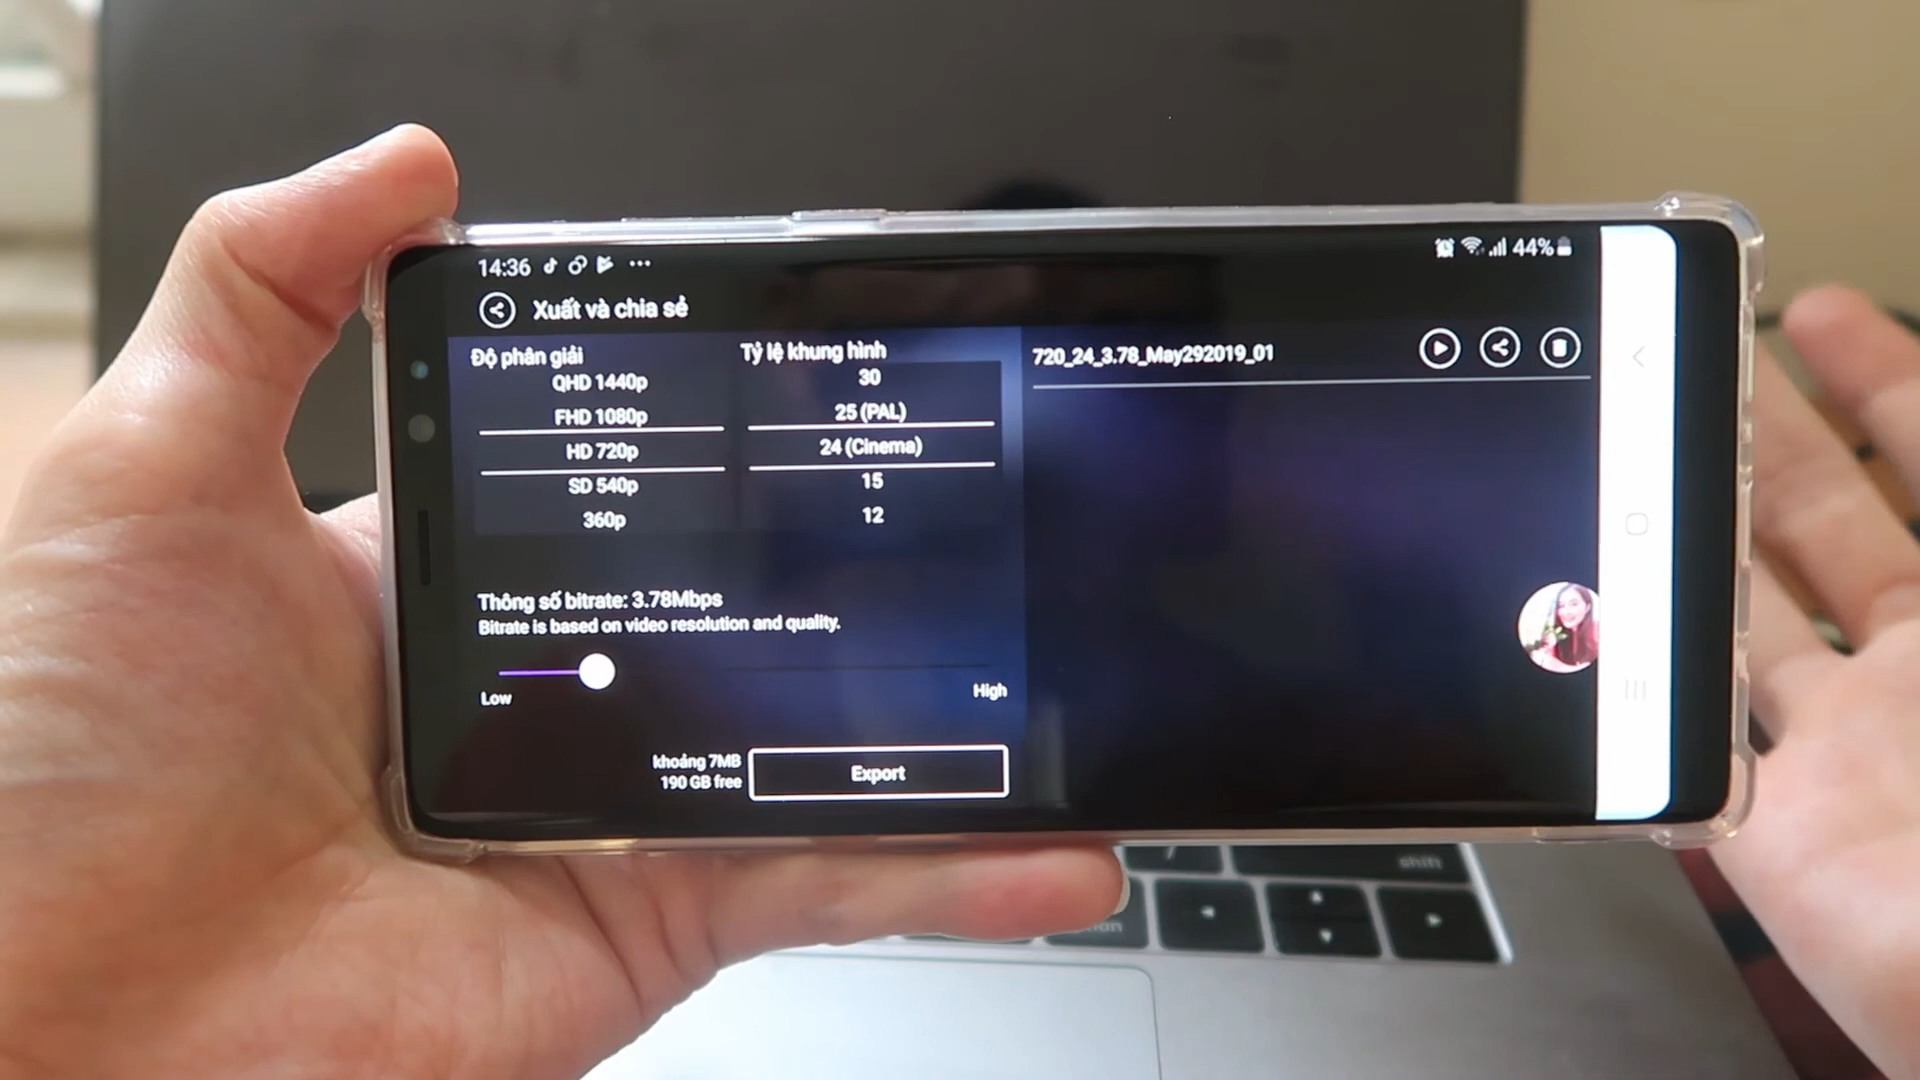 14:36
44%
Xuất và chia sẻ
Độ phân giải
QHD 1440p
FHD 1080p
HD 720p
SD 540p
360p
Tỷ lệ khung hình
30
25 (PAL)
24 (Cinema)
15
12
720_24_3.78_May292019_01
Thông số bitrate: 3.78Mbps
Bitrate is based on video resolution and quality.
Low
High
khoảng 7MB
190 GB free
Export
shift